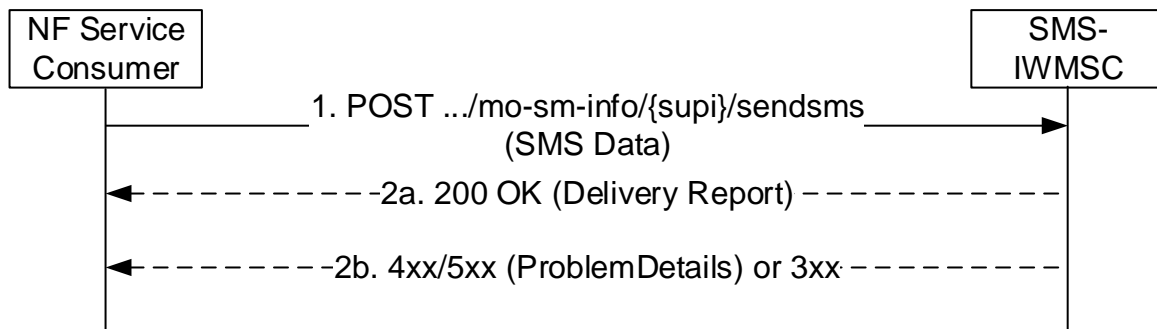 NF Service
Consumer
SMS-
IWMSC
1. POST .../mo-sm-info/{supi}/sendsms
(SMS Data)
2a. 200 OK (Delivery Report)
2b. 4xx/5xx (ProblemDetails) or 3xx